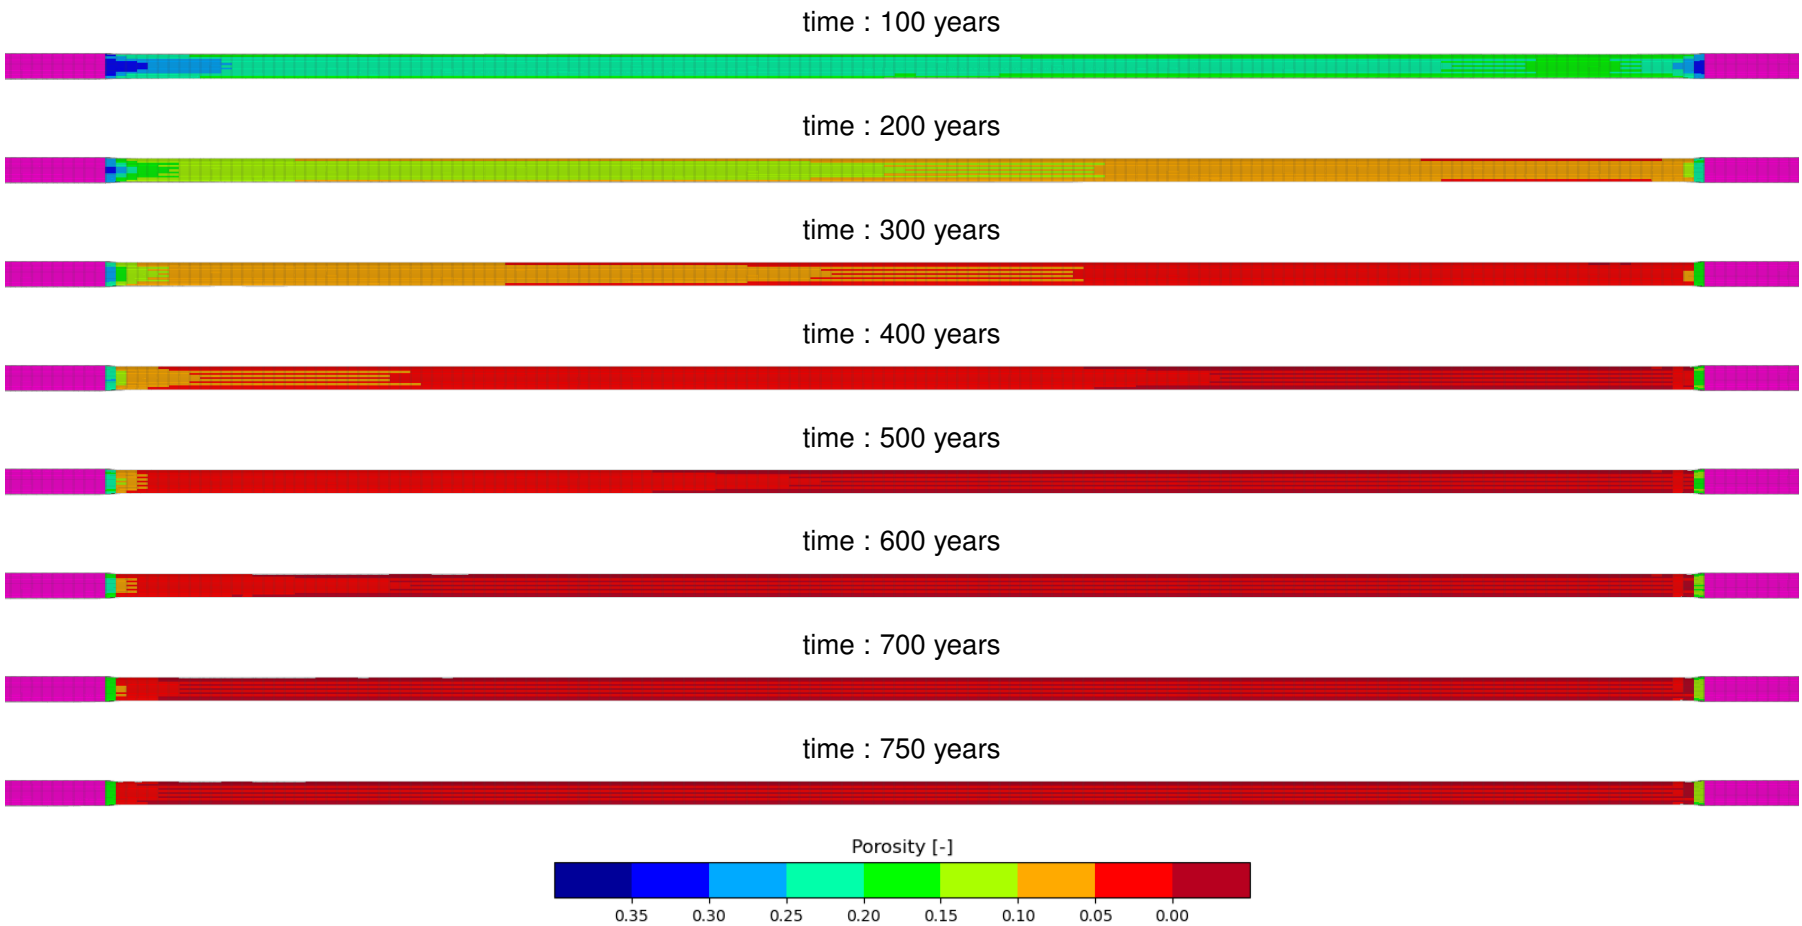 time : 100 years
time : 200 years
time : 300 years
time : 400 years
time : 500 years
time : 600 years
time : 700 years
time : 750 years
Porosity [-]
0.35 0.30 0.25 0.20 0.15 0.10 0.05 0.00